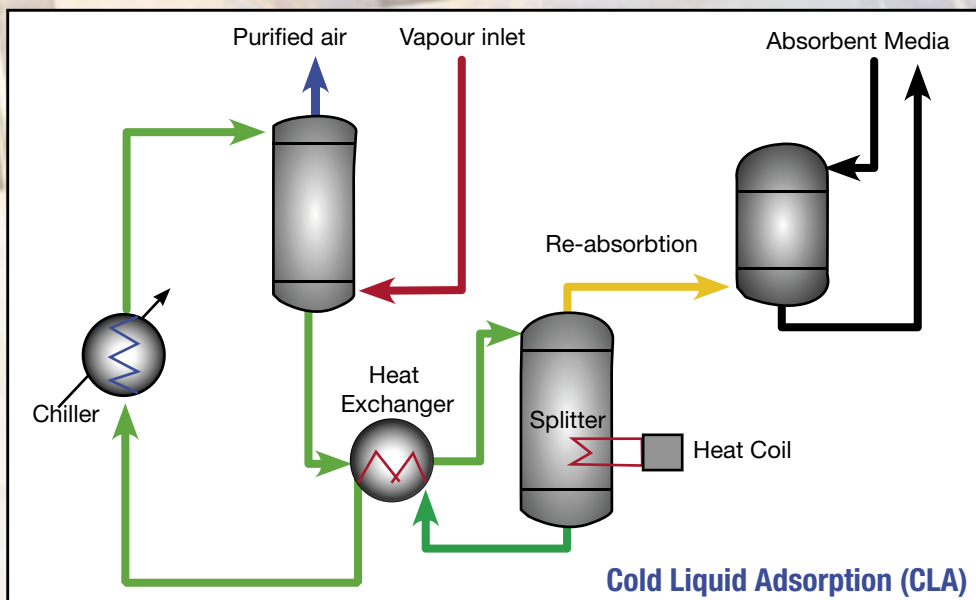 Purified air
Vapour inlet
Absorbent Media
Re-absorbtion
Chiller
Heat
Exchanger
Splitter
Heat Coil
Cold Liquid Adsorption (CLA)